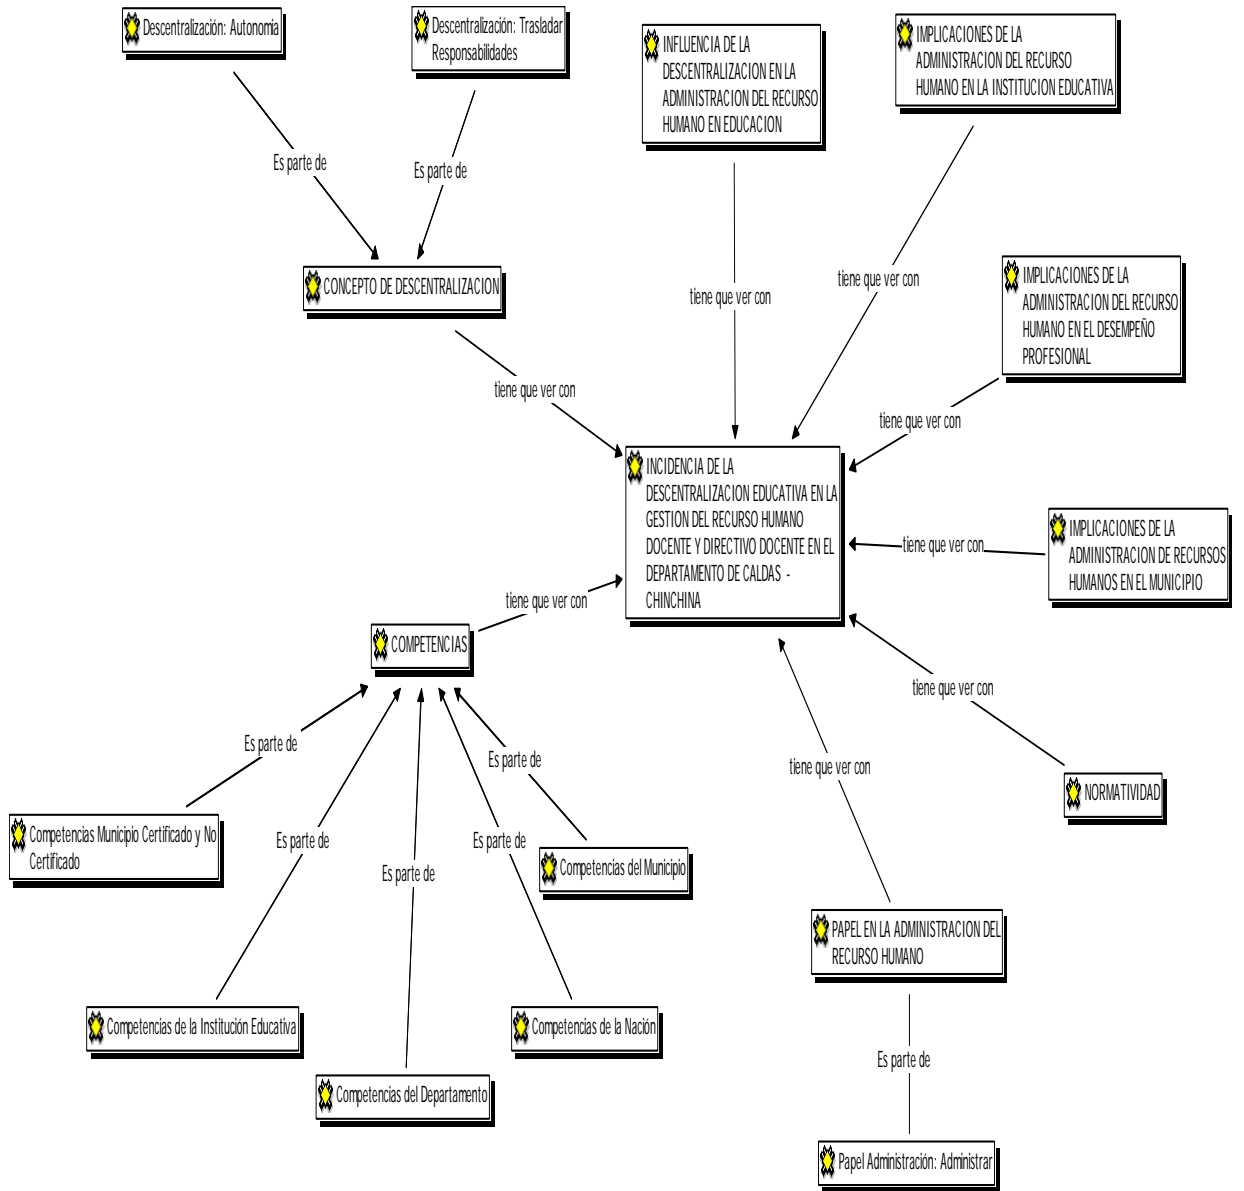 Descentralización: Autonomia
Descentralización: Trasladar
Responsabilidades
INFLUENCIA DE LA
DESCENTRALIZACION EN LA
ADMINISTRACION DEL RECURSO
HUMANO EN EDUCACION
IMPLICACIONES DE LA
ADMINISTRACION DEL RECURSO
HUMANO EN LA INSTITUCION EDUCATIVA
Es parte de
Es parte de
CONCEPTO DE DESCENTRALIZACION
tiene que ver con
tiene que ver con
IMPLICACIONES DE LA
ADMINISTRACION DEL RECURSO
HUMANO EN EL DESEMPEÑO
PROFESIONAL
tiene que ver con
tiene que ver con
INCIDENCIA DE LA
DESCENTRALIZACION EDUCATIVA EN LA
GESTION DEL RECURSO HUMANO
DOCENTE Y DIRECTIVO DOCENTE EN EL
DEPARTAMENTO DE CALDAS -
CHINCHINA
tiene que ver con
IMPLICACIONES DE LA
ADMINISTRACION DE RECURSOS
HUMANOS EN EL MUNICIPIO
tiene que ver con
COMPETENCIAS
tiene que ver con
tiene que ver con
NORMATIVIDAD
Es parte de
Es parte de
Es parte de
Es parte de
Es parte de
Competencias Municipio Certificado y No
Certificado
Competencias del Municipio
PAPEL EN LA ADMINISTRACION DEL
RECURSO HUMANO
Competencias de la Institución Educativa
Competencias de la Nación
Es parte de
Competencias del Departamento
Papel Administración: Administrar